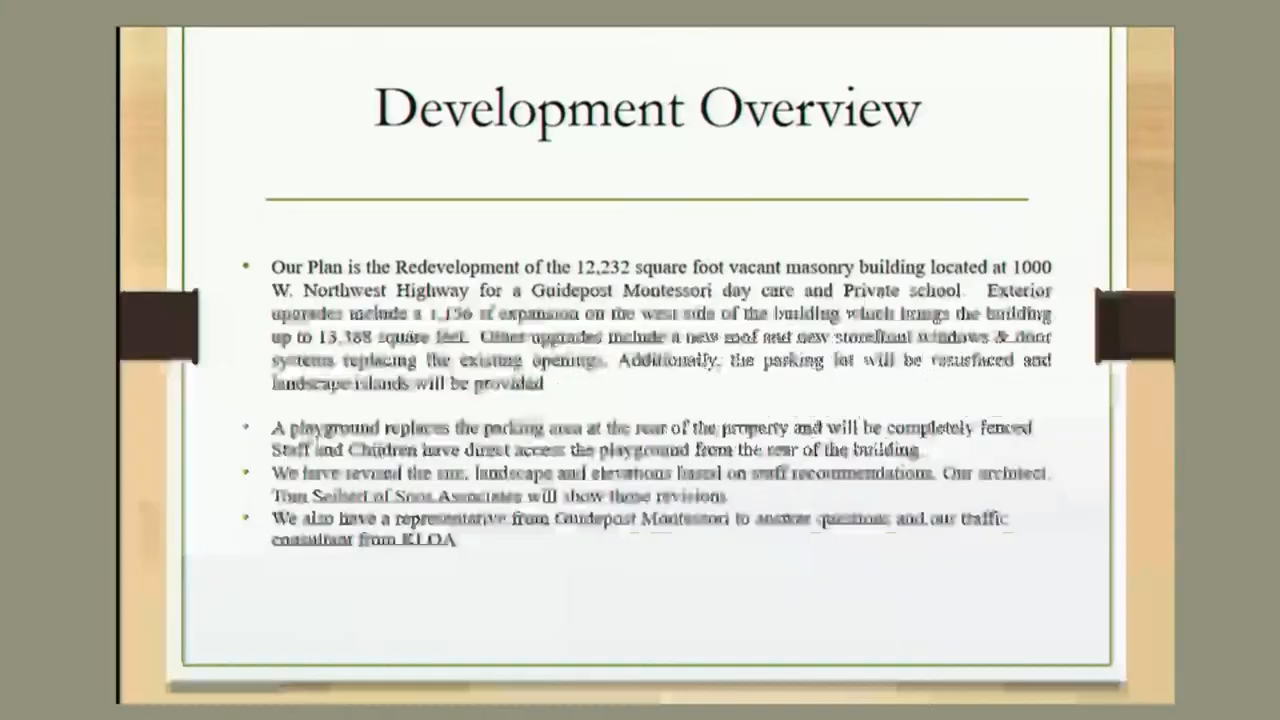 Development Overview
• Our Plan is the Redevelopment of the 12,232 square foot vacant masonry building located at 1000
W. Northwest Highway for a Guidepost Montessori day care and Private school. Exterior
upgrades include a 1,156 sf expansion on the west side of the building which brings the building
up to 13,388 square feet. Other upgrades include a new roof and new storefront windows & door
systems replacing the existing openings. Additionally, the parking lot will be resurfaced and
landscape islands will be provided
• A playground replaces the parking area at the rear of the property and will be completely fenced
Staff and Children have direct access the playground from the rear of the building.
• We have revised the site, landscape and elevations based on staff recommendations. Our architect,
Tom Seibert of Soos Associates will show those revisions
• We also have a representative from Guidepost Montessori to answer questions and our traffic
consultant from KLOA